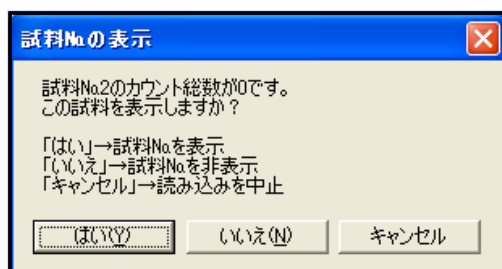 試料№の表示
試料№2のカウント総数が0です。
この試料を表示しますか？
「はい」→試料№を表示
「いいえ」→試料№を非表示
「キャンセル」→読み込みを中止
はい(Y)
いいえ(N)
キャンセル